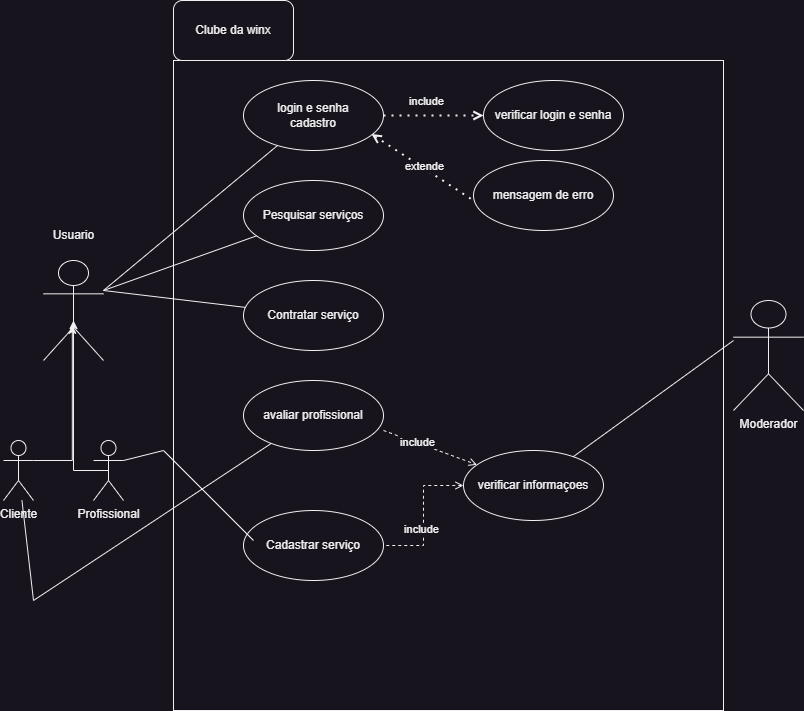 Clube da winx
login e senha
cadastro
include
verificar login e senha
extende
mensagem de erro
Pesquisar serviços
Usuario
Contratar serviço
avaliar profissional
include
Moderador
verificar informaçoes
Cliente
Profissional
include
Cadastrar serviço